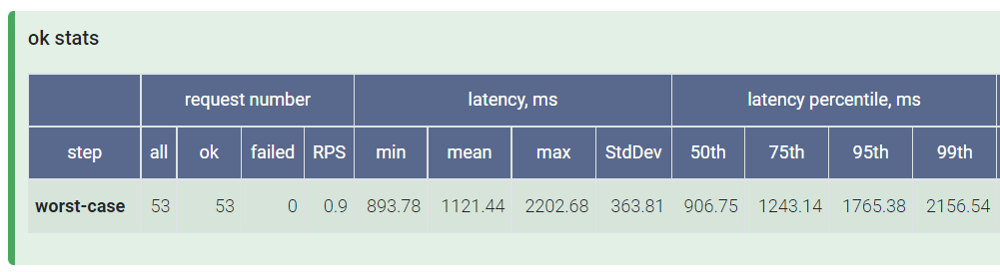 ok stats
request number latency, ms latency percentile, ms
step all ok failed RPS min mean max StdDev 50th 75th 95th 99th
worst-case 53 53 0 0.9 893.78 1121.44 2202.68 363.81 906.75 1243.14 1765.38 2156.54